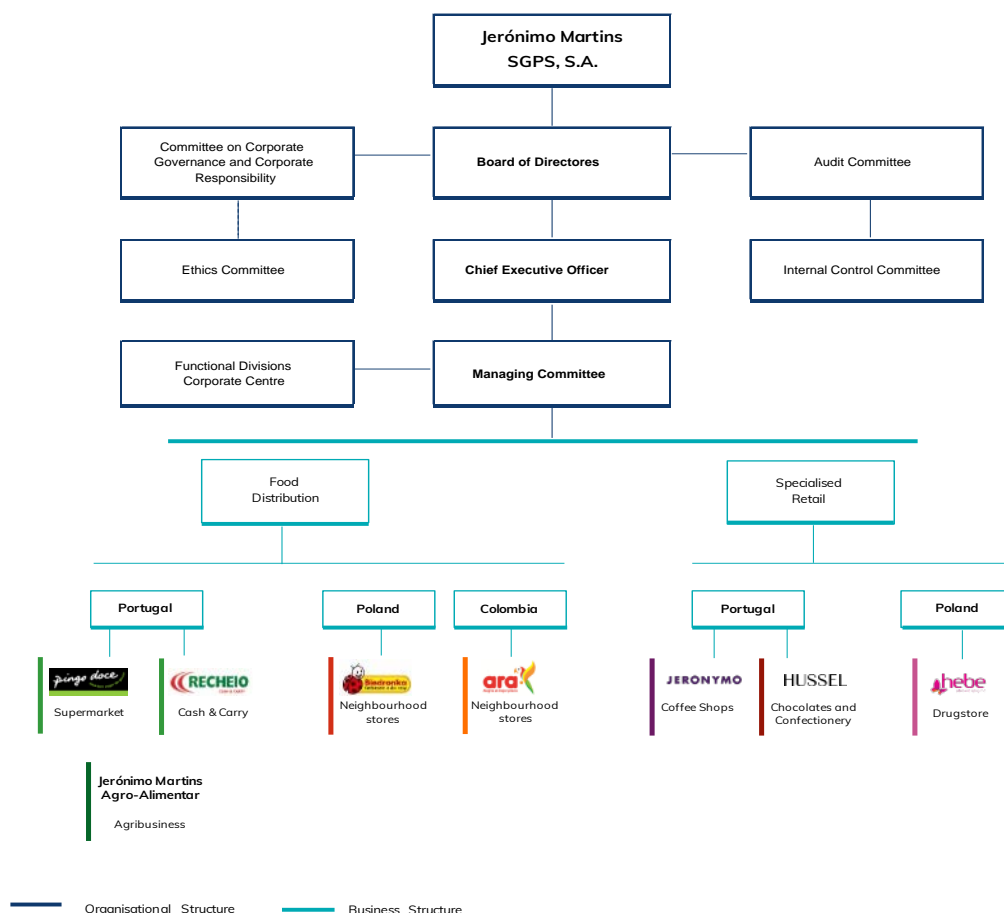 Jerónimo Martins
SGPS, S.A.
Committee on Corporate
Governance and Corporate
Responsibility
Board of Directores
Audit Committee
Ethics Committee
Chief Executive Officer
Internal Control Committee
Functional Divisions
Corporate Centre
Managing Committee
Food
Distribution
Specialised
Retail
Portugal
Poland
Colombia
Portugal
Poland
pingo doce
RECHEIO
CASH & CARRY
Biedronka
ara
JERONYMO
HUSSEL
hebe
Supermarket
Cash & Carry
Neighbourhood
stores
Neighbourhood
stores
Coffee Shops
Chocolates and
Confectionery
Drugstore
Jerónimo Martins
Agro-Alimentar
Agribusiness
Organisational Structure
Business Structure